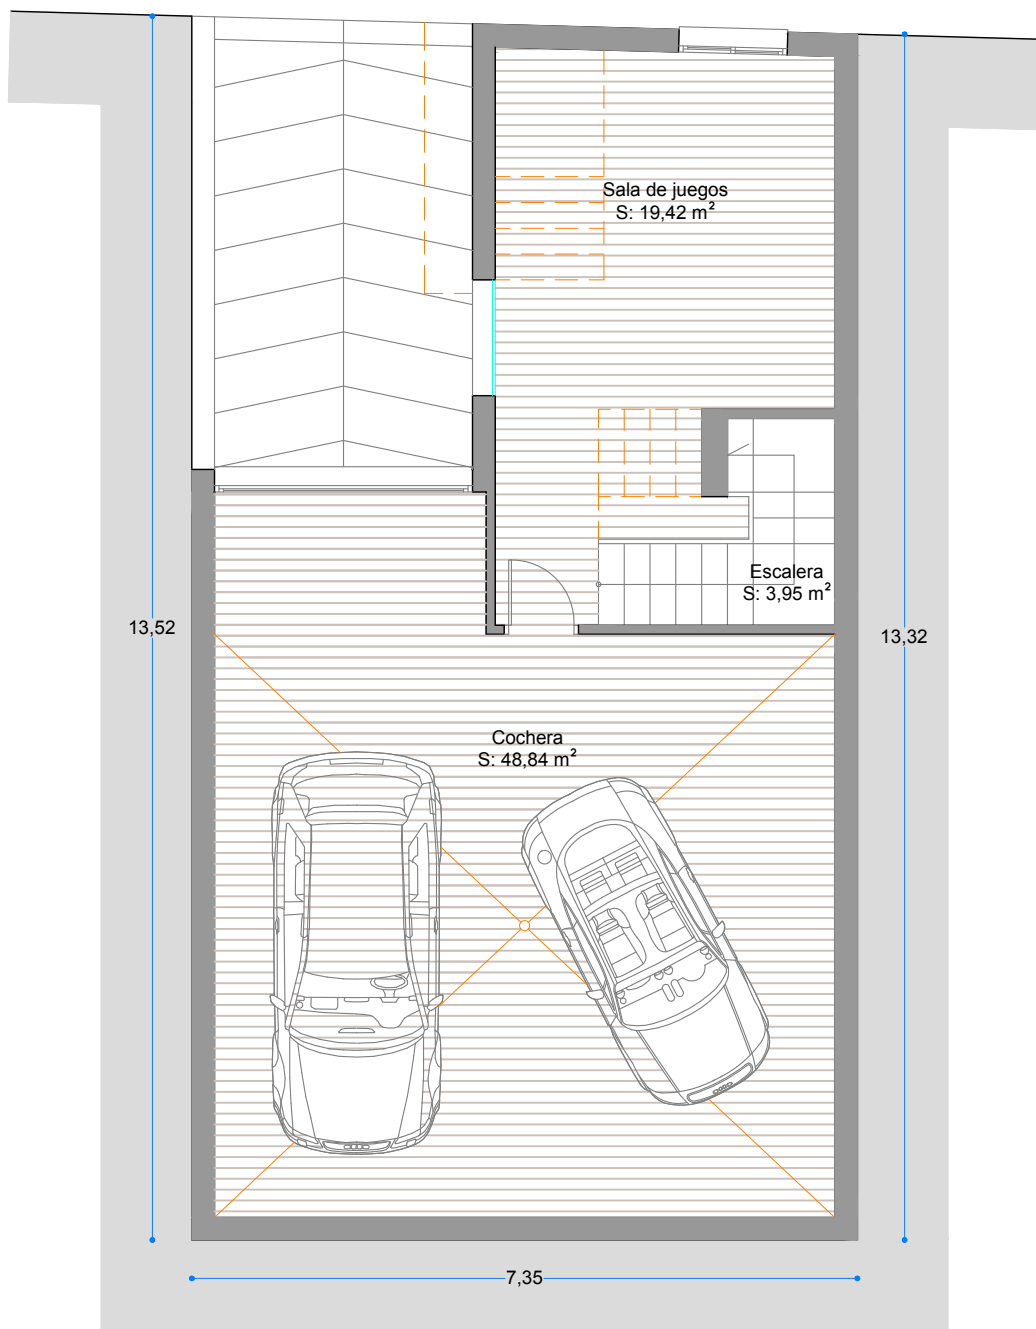 Sala de juegos
S: 19,42 m²
Escalera
S: 3,95 m²
13,52
13,32
Cochera
S: 48,84 m²
7,35